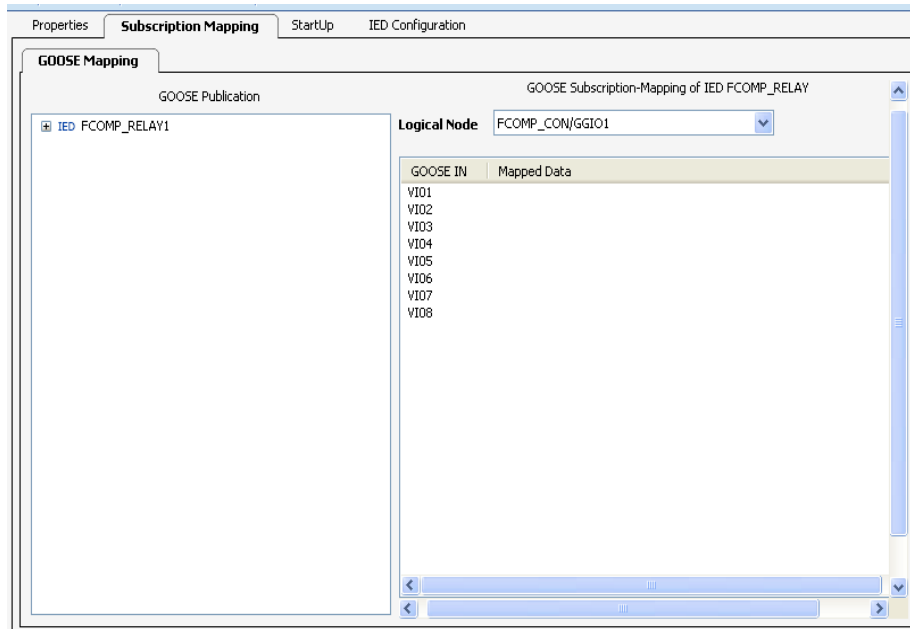 Properties Subscription Mapping StartUp IED Configuration
GOOSE Mapping
GOOSE Publication
IED FCOMP_RELAY1
GOOSE Subscription-Mapping of IED FCOMP_RELAY
Logical Node FCOMP_CON/GGIO1
GOOSE IN Mapped Data
VI01
VI02
VI03
VI04
VI05
VI06
VI07
VI08